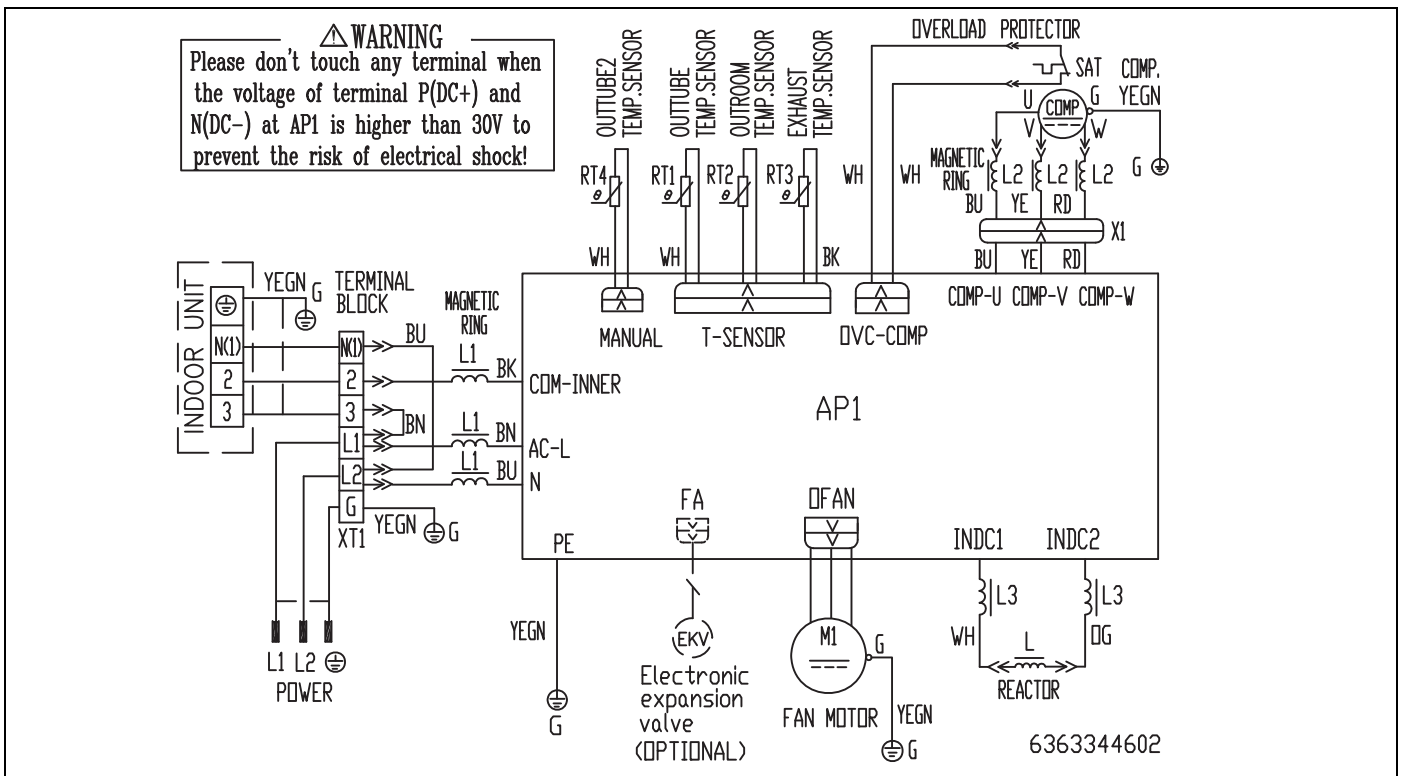 WARNING
Please don't touch any terminal when
the voltage of terminal P(DC+) and
N(DC-) at AP1 is higher than 30V to
prevent the risk of electrical shock!
OUTTUBE2
TEMP.SENSOR
OUTTUBE
TEMP.SENSOR
OUTROOM
TEMP.SENSOR
EXHAUST
TEMP.SENSOR
OVERLOAD PROTECTOR
SAT
COMP.
YEGN
U
V
W
G
COMP
G
MAGNETIC
RING
L2
L2
L2
BU
YE
RD
X1
BU
YE
RD
RT4
θ
RT1
θ
RT2
θ
RT3
θ
WH
WH
BK
WH
WH
MANUAL
T-SENSOR
OVC-COMP
COMP-U
COMP-V
COMP-W
INDOOR UNIT
N(1)
2
3
YEGN
G
TERMINAL
BLOCK
N(1)
2
3
L1
L2
G
XT1
BU
BN
YEGN
G
MAGNETIC
RING
L1
BK
COM-INNER
L1
BN
AC-L
L1
BU
N
AP1
L1
L2
POWER
PE
YEGN
G
FA
EKV
Electronic
expansion
valve
(OPTIONAL)
OFAN
M1
G
FAN MOTOR
YEGN
G
INDC1
INDC2
L3
L3
WH
OG
L
REACTOR
6363344602